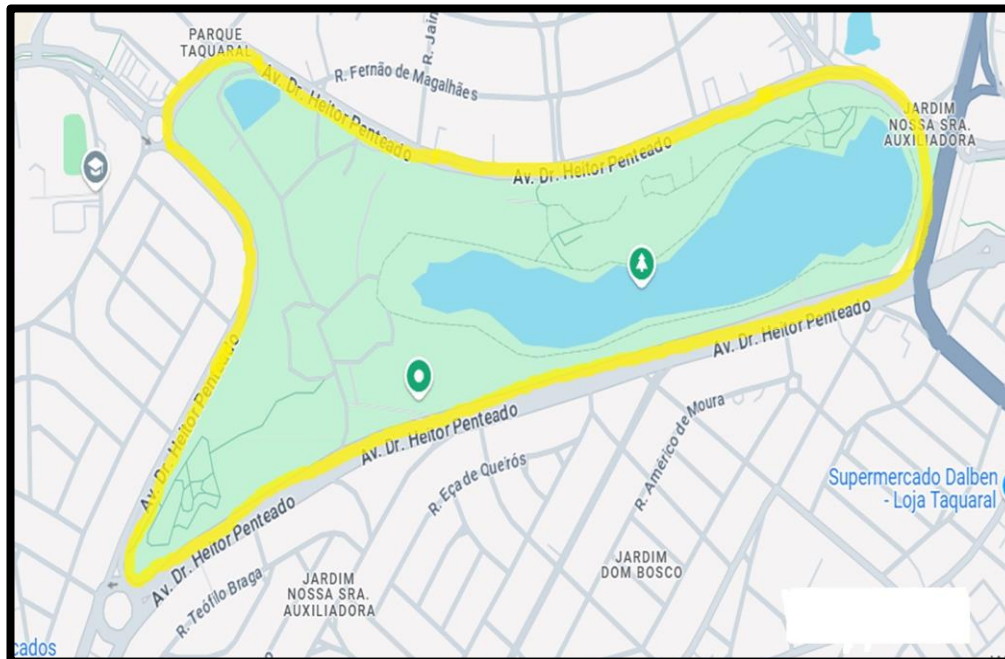 PARQUE
TAQUARAL
R. Jain
R. Fernão de Magalhães
Av. Dr. Heitor Penteado
Av. Dr. Heitor Penteado
JARDIM
NOSSA SRA.
AUXILIADORA
Av. Dr. Heitor Penteado
Av. Dr. Heitor Penteado
Av. Dr. Heitor Penteado
Av. Dr. Heitor Penteado
R. Américo de Moura
R. Eça de Queirós
Supermercado Dalben
- Loja Taquaral
JARDIM
DOM BOSCO
R. Teófilo Braga
JARDIM
NOSSA SRA.
AUXILIADORA
cados